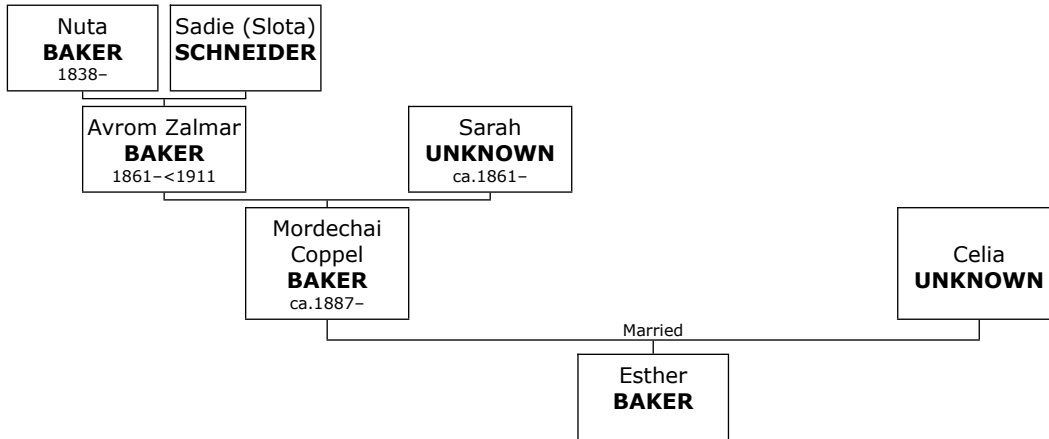 Nuta
BAKER
1838–
Sadie (Slota)
SCHNEIDER
Avrom Zalmar
BAKER
1861–<1911
Sarah
UNKNOWN
ca.1861–
Mordechai
Coppel
BAKER
ca.1887–
Celia
UNKNOWN
Married
Esther
BAKER